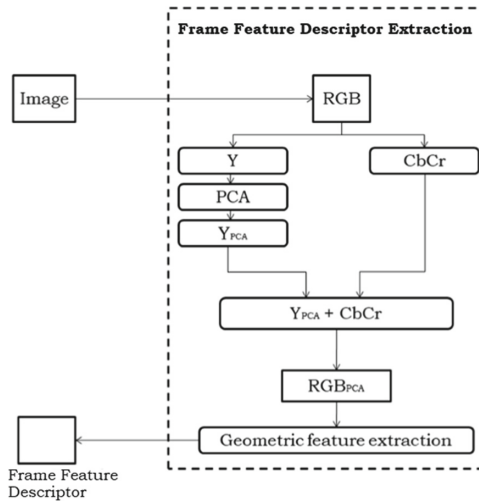 Frame Feature Descriptor Extraction
Image
RGB
Y
CbCr
PCA
YPCA
YPCA + CbCr
RGBPCA
Geometric feature extraction
Frame Feature
Descriptor